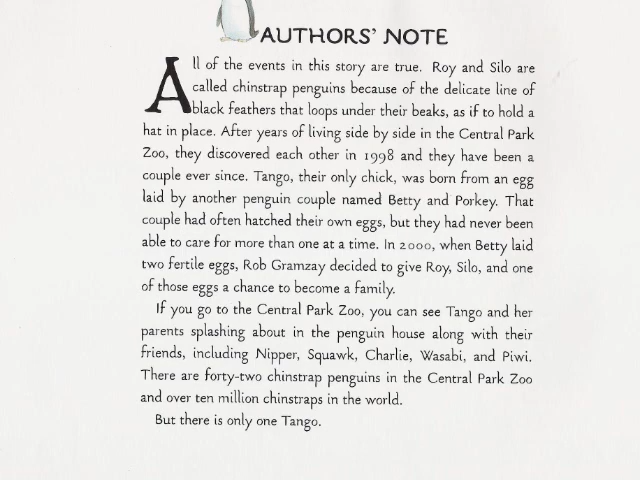 AUTHORS' NOTE
All of the events in this story are true. Roy and Silo are
called chinstrap penguins because of the delicate line of
black feathers that loops under their beaks, as if to hold a
hat in place. After years of living side by side in the Central Park
Zoo, they discovered each other in 1998 and they have been a
couple ever since. Tango, their only chick, was born from an egg
laid by another penguin couple named Betty and Porkey. That
couple had often hatched their own eggs, but they had never been
able to care for more than one at a time. In 2000, when Betty laid
two fertile eggs, Rob Gramzay decided to give Roy, Silo, and one
of those eggs a chance to become a family.
If you go to the Central Park Zoo, you can see Tango and her
parents splashing about in the penguin house along with their
friends, including Nipper, Squawk, Charlie, Wasabi, and Piwi.
There are forty-two chinstrap penguins in the Central Park Zoo
and over ten million chinstraps in the world.
But there is only one Tango.